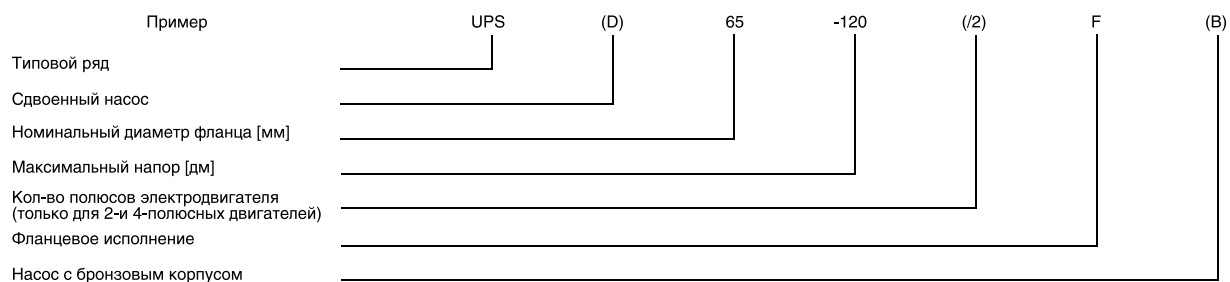 Пример UPS (D) 65 -120 (/2) F (B)
Типовой ряд
Сдвоенный насос
Номинальный диаметр фланца [мм]
Максимальный напор [дм]
Кол-во полюсов электродвигателя
(только для 2-и 4-полюсных двигателей)
Фланцевое исполнение
Насос с бронзовым корпусом